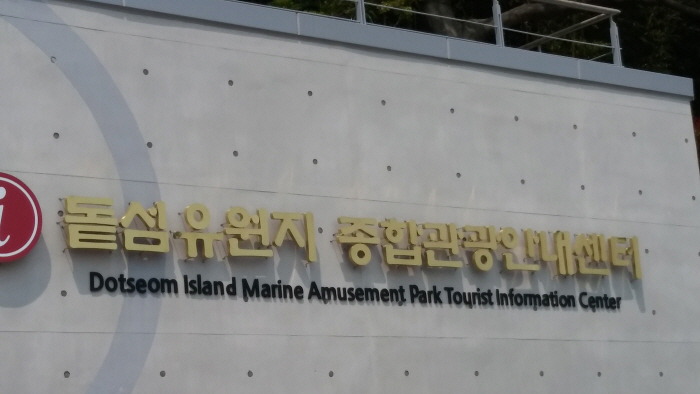 i
돝섬유원지 종합관광안내센터
Dotseom Island Marine Amusement Park Tourist Information Center